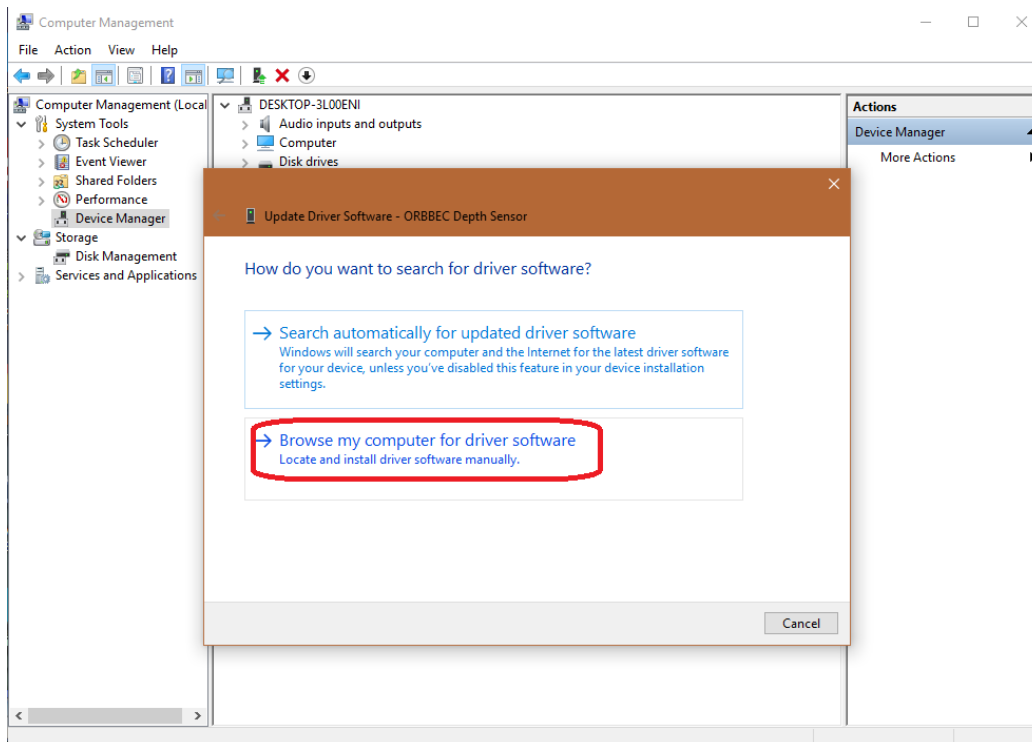 Computer Management
File Action View Help
Computer Management (Local
System Tools
Task Scheduler
Event Viewer
Shared Folders
Performance
Device Manager
Storage
Disk Management
Services and Applications
DESKTOP-3L00ENI
Audio inputs and outputs
Computer
Disk drives
Update Driver Software - ORBBEC Depth Sensor
How do you want to search for driver software?
Search automatically for updated driver software
Windows will search your computer and the Internet for the latest driver software
for your device, unless you've disabled this feature in your device installation
settings.
Browse my computer for driver software
Locate and install driver software manually.
Cancel
Actions
Device Manager
More Actions